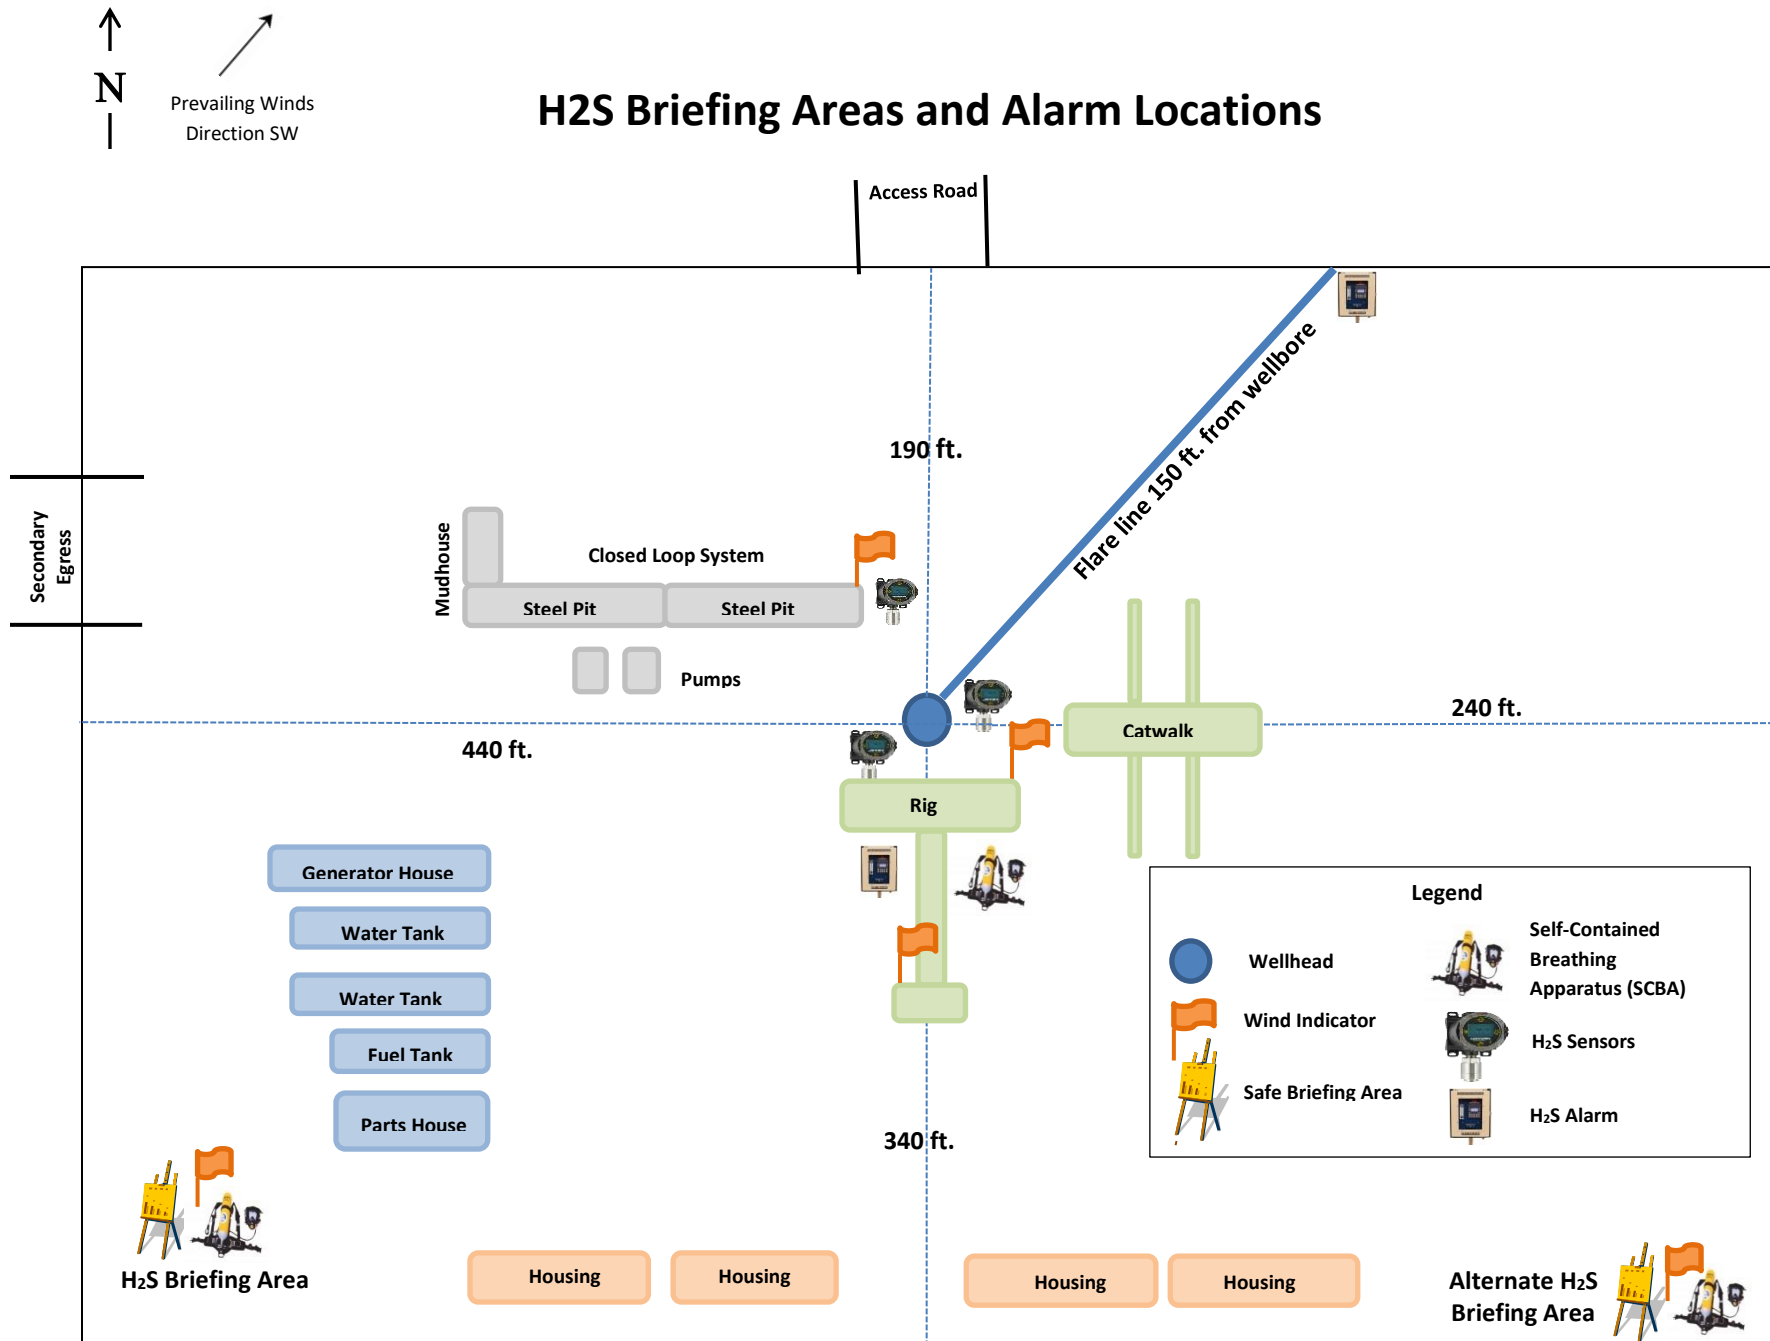 N
Prevailing Winds
Direction SW
H2S Briefing Areas and Alarm Locations
Access Road
Flare line 150 ft. from wellbore
190 ft.
Secondary
Egress
Mudhouse
Closed Loop System
Steel Pit
Steel Pit
Pumps
240 ft.
Catwalk
440 ft.
Rig
Generator House
Water Tank
Water Tank
Fuel Tank
Parts House
340 ft.
Legend
Wellhead
Wind Indicator
Safe Briefing Area
Self-Contained
Breathing
Apparatus (SCBA)
H₂S Sensors
H₂S Alarm
H₂S Briefing Area
Housing
Housing
Housing
Housing
Alternate H₂S
Briefing Area